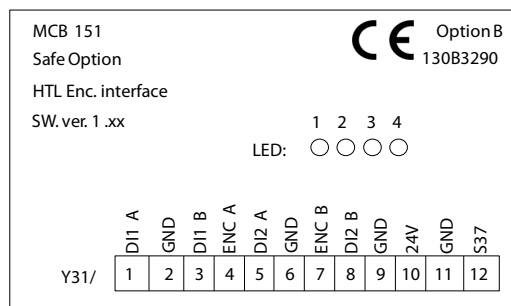 MCB 151
Option B
Safe Option
130B3290
HTL Enc. interface
SW. ver. 1 .xx
1 2 3 4
LED:
DI1 A GND DI1 B ENC A DI2 A GND ENC B DI2 B GND 24V GND S37
Y31/ 1 2 3 4 5 6 7 8 9 10 11 12